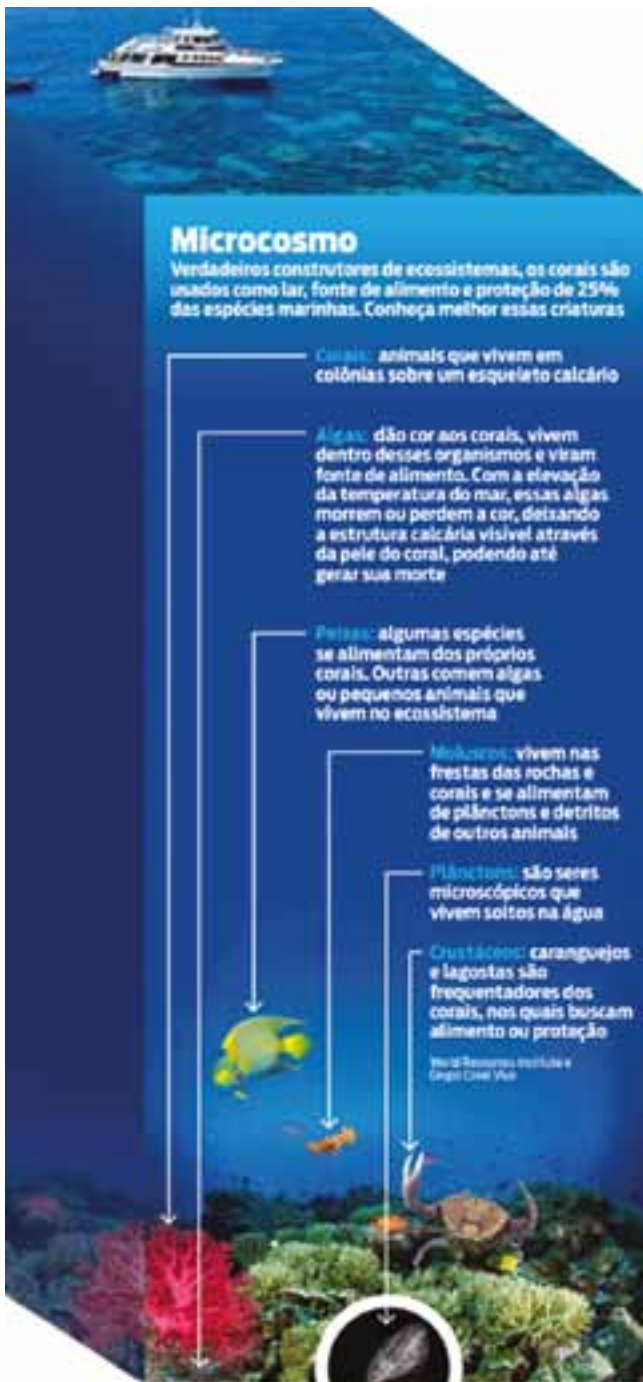 Microcosmo
Verdadeiros construtores de ecossistemas, os corais são
usados como lar, fonte de alimento e proteção de 25%
das espécies marinhas. Conheça melhor essas criaturas
Corais: animais que vivem em
colônias sobre um esqueleto calcário
Algas: dão cor aos corais, vivem
dentro desses organismos e viram
fonte de alimento. Com a elevação
da temperatura do mar, essas algas
morrem ou perdem a cor, deixando
a estrutura calcária visível através
da pele do coral, podendo até
gerar sua morte
Peixes: algumas espécies
se alimentam dos próprios
corais. Outras comem algas
ou pequenos animais que
vivem no ecossistema
Moluscos: vivem nas
frestas das rochas e
corais e se alimentam
de plânctons e detritos
de outros animais
Plânctons: são seres
microscópicos que
vivem soltos na água
Crustáceos: caranguejos
e lagostas são
frequentadores dos
corais, nos quais buscam
alimento ou proteção
World Resources Institute e
Grupo Coral Vivo